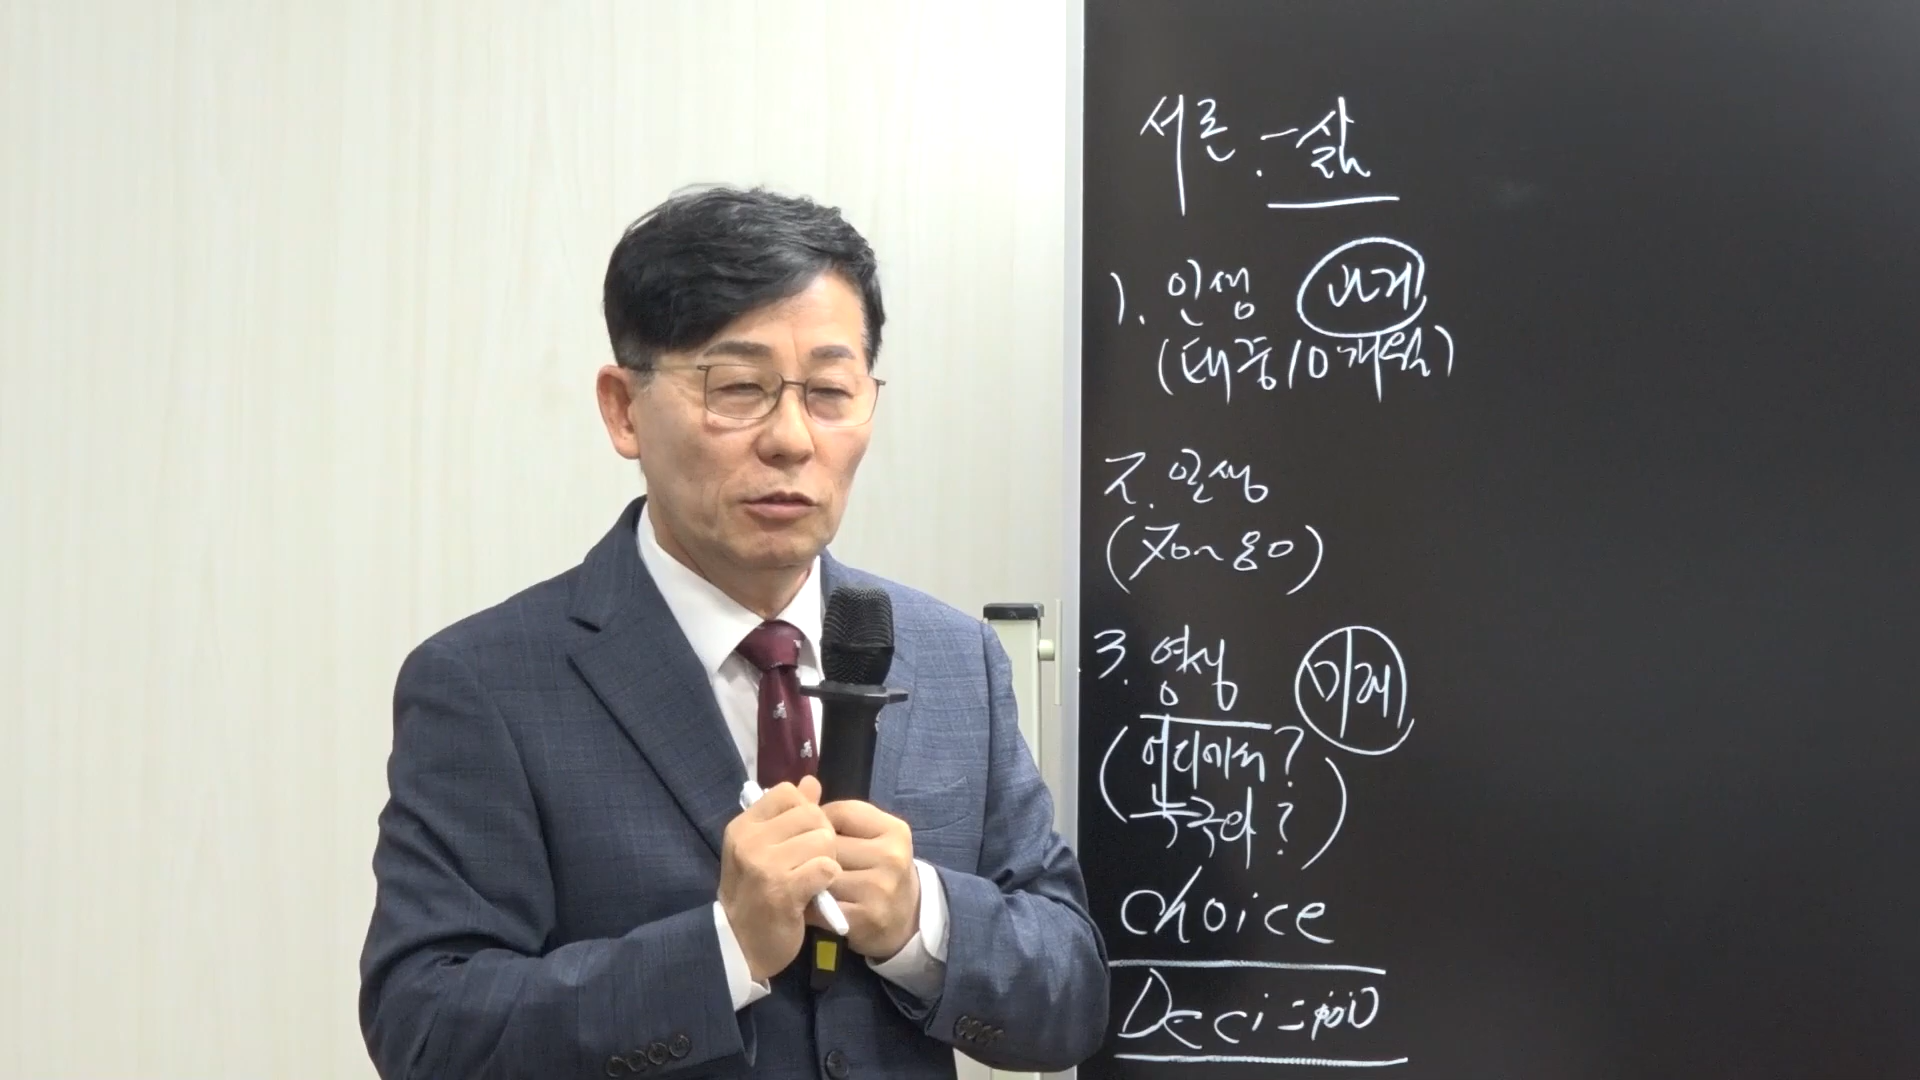 서론. - 삶
1. 인생 과거
(태중 10개월)
2. 인생
(70~80)
3. 영생 미래
(어디에서?
누구와?)
choice
Decision